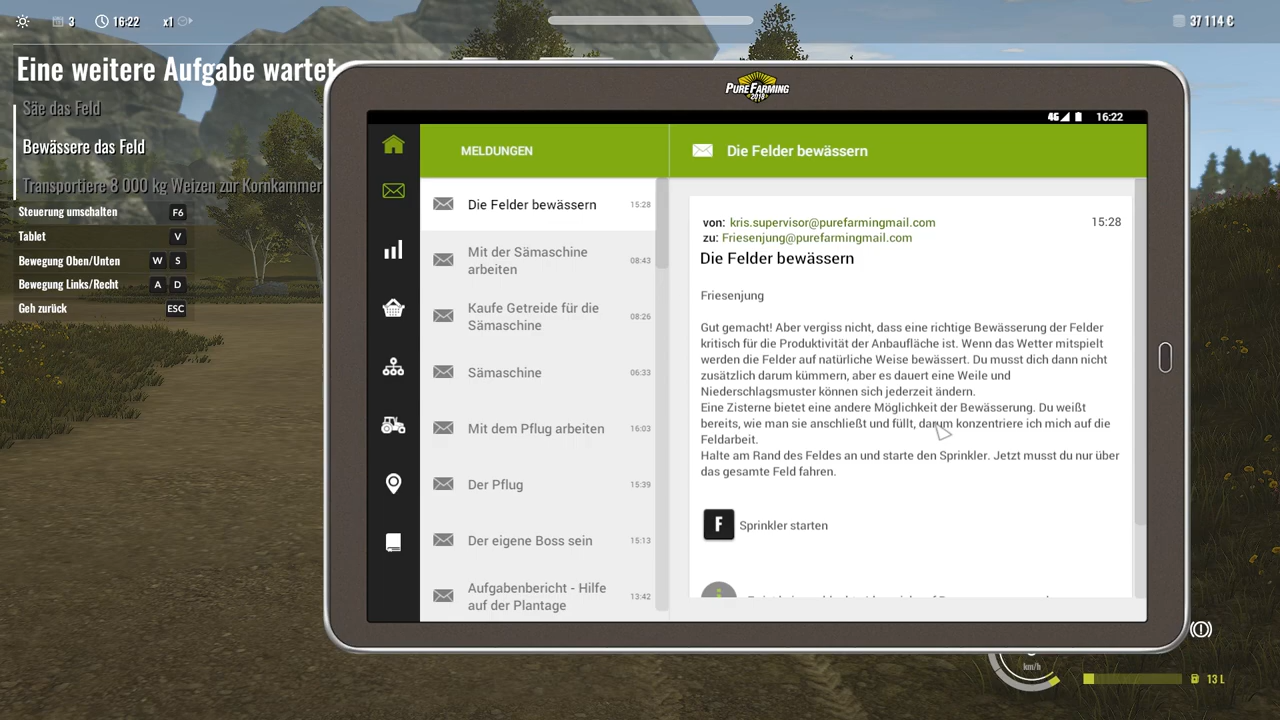 3
16:22
x1
37 114 €
Eine weitere Aufgabe wartet
Säe das Feld
Bewässere das Feld
Transportiere 8 000 kg Weizen zur Kornkammer
Steuerung umschalten F6
Tablet V
Bewegung Oben/Unten W S
Bewegung Links/Recht A D
Geh zurück ESC
PURE FARMING
2018
4G 16:22
MELDUNGEN
Die Felder bewässern 15:28
Mit der Sämaschine
arbeiten 08:43
Kaufe Getreide für die
Sämaschine 08:26
Sämaschine 06:33
Mit dem Pflug arbeiten 16:03
Der Pflug 15:39
Der eigene Boss sein 15:13
Aufgabenbericht - Hilfe
auf der Plantage 13:42
Die Felder bewässern
von: kris.supervisor@purefarmingmail.com 15:28
zu: Friesenjung@purefarmingmail.com
Die Felder bewässern
Friesenjung
Gut gemacht! Aber vergiss nicht, dass eine richtige Bewässerung der Felder
kritisch für die Produktivität der Anbaufläche ist. Wenn das Wetter mitspielt
werden die Felder auf natürliche Weise bewässert. Du musst dich dann nicht
zusätzlich darum kümmern, aber es dauert eine Weile und
Niederschlagsmuster können sich jederzeit ändern.
Eine Zisterne bietet eine andere Möglichkeit der Bewässerung. Du weißt
bereits, wie man sie anschließt und füllt, darum konzentriere ich mich auf die
Feldarbeit.
Halte am Rand des Feldes an und starte den Sprinkler. Jetzt musst du nur über
das gesamte Feld fahren.
F Sprinkler starten
km/h
13 L